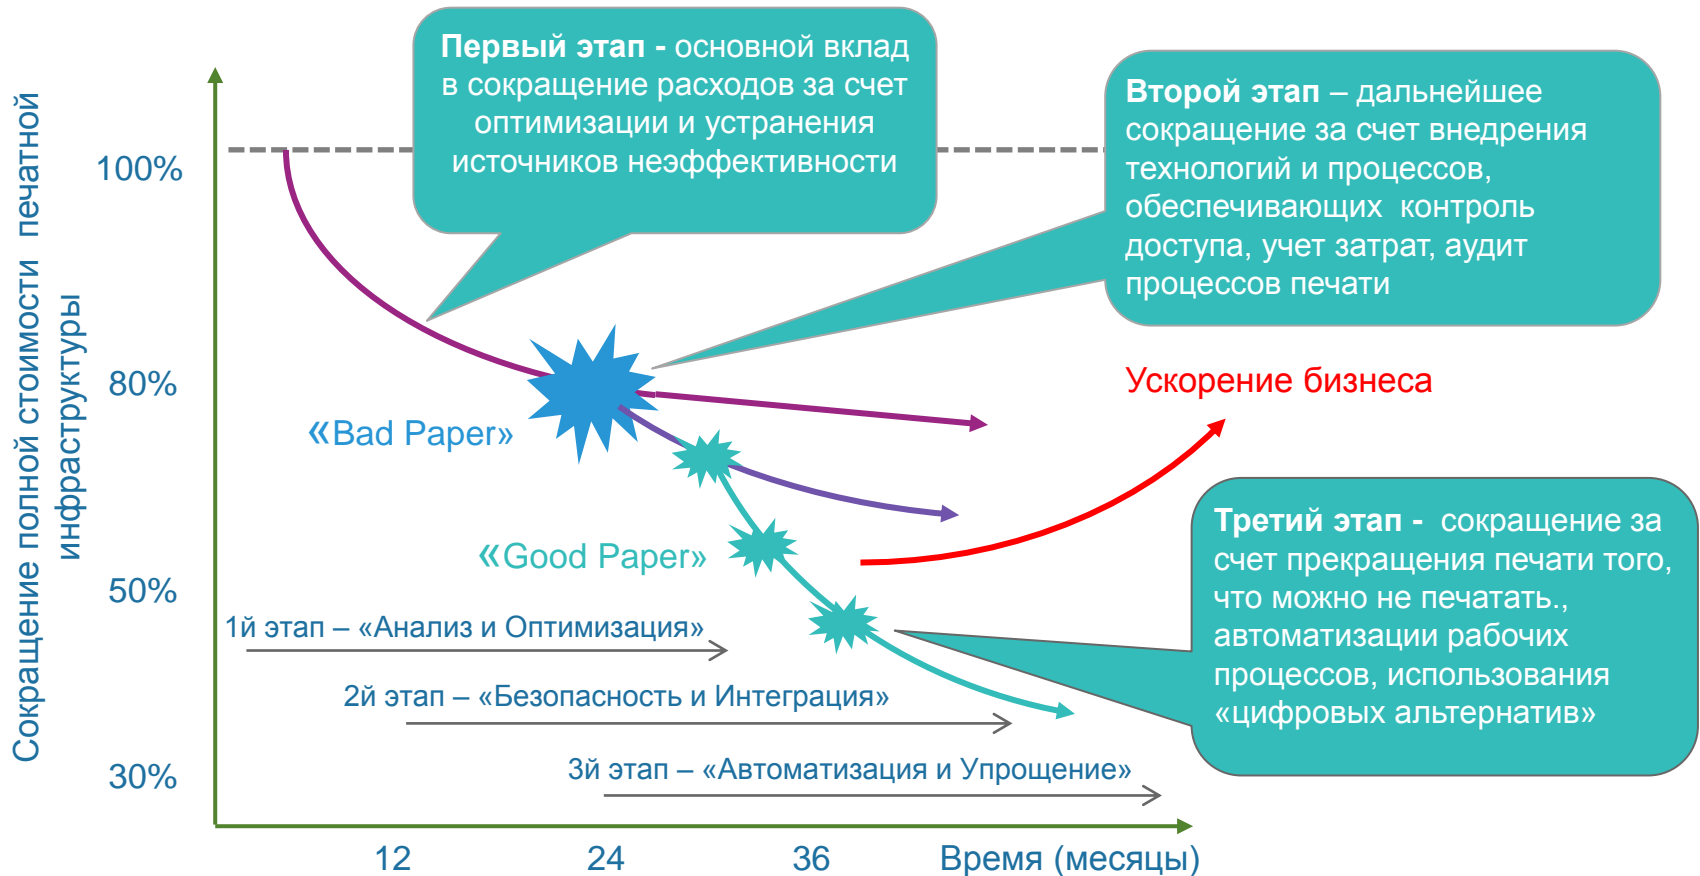 Сокращение полной стоимости печатной
инфраструктуры
Первый этап - основной вклад
в сокращение расходов за счет
оптимизации и устранения
источников неэффективности
Второй этап – дальнейшее
сокращение за счет внедрения
технологий и процессов,
обеспечивающих контроль
доступа, учет затрат, аудит
процессов печати
100%
80%
50%
30%
Ускорение бизнеса
«Bad Paper»
«Good Paper»
Третий этап - сокращение за
счет прекращения печати того,
что можно не печатать.,
автоматизации рабочих
процессов, использования
«цифровых альтернатив»
1й этап – «Анализ и Оптимизация»
2й этап – «Безопасность и Интеграция»
3й этап – «Автоматизация и Упрощение»
12
24
36
Время (месяцы)